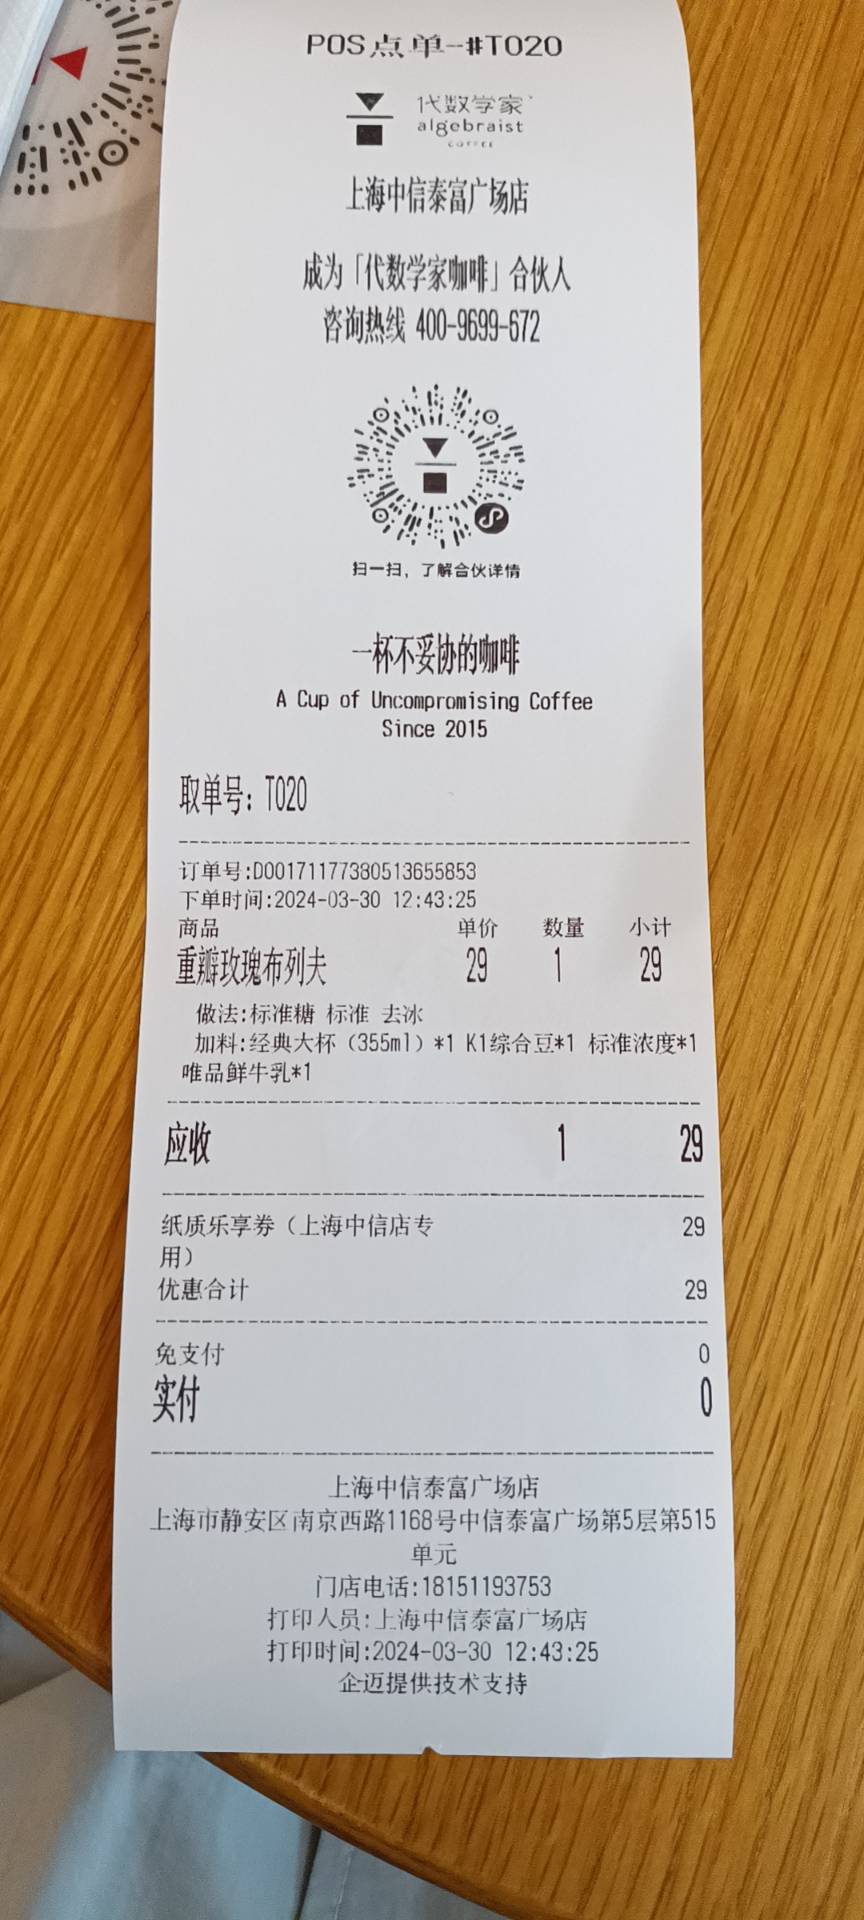 POS点单-#T020
代数学家
algebraist
COFFEE
上海中信泰富广场店
成为「代数学家咖啡」合伙人
咨询热线 400-9699-672
扫一扫，了解合伙详情
一杯不妥协的咖啡
A Cup of Uncompromising Coffee
Since 2015
取单号: T020
订单号:D00171177380513655853
下单时间:2024-03-30 12:43:25
商品 单价 数量 小计
重瓣玫瑰布列夫 29 1 29
做法:标准糖 标准 去冰
加料:经典大杯（355ml）*1 K1综合豆*1 标准浓度*1
唯品鲜牛乳*1
应收 1 29
纸质乐享券（上海中信店专 29
用）
优惠合计 29
免支付 0
实付 0
上海中信泰富广场店
上海市静安区南京西路1168号中信泰富广场第5层第515
单元
门店电话:18151193753
打印人员:上海中信泰富广场店
打印时间:2024-03-30 12:43:25
企迈提供技术支持